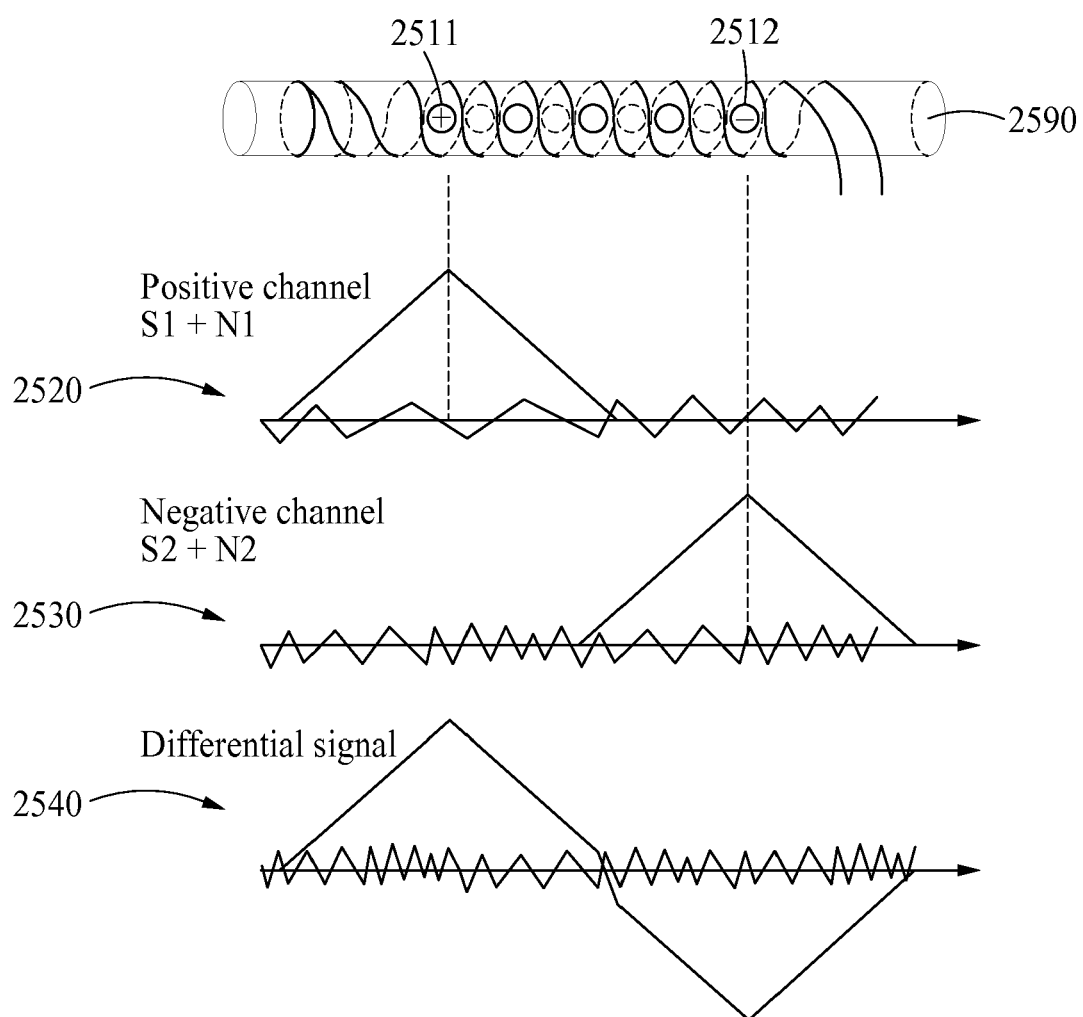 2511
2512
+
−
2590
Positive channel
S1 + N1
2520
Negative channel
S2 + N2
2530
Differential signal
2540